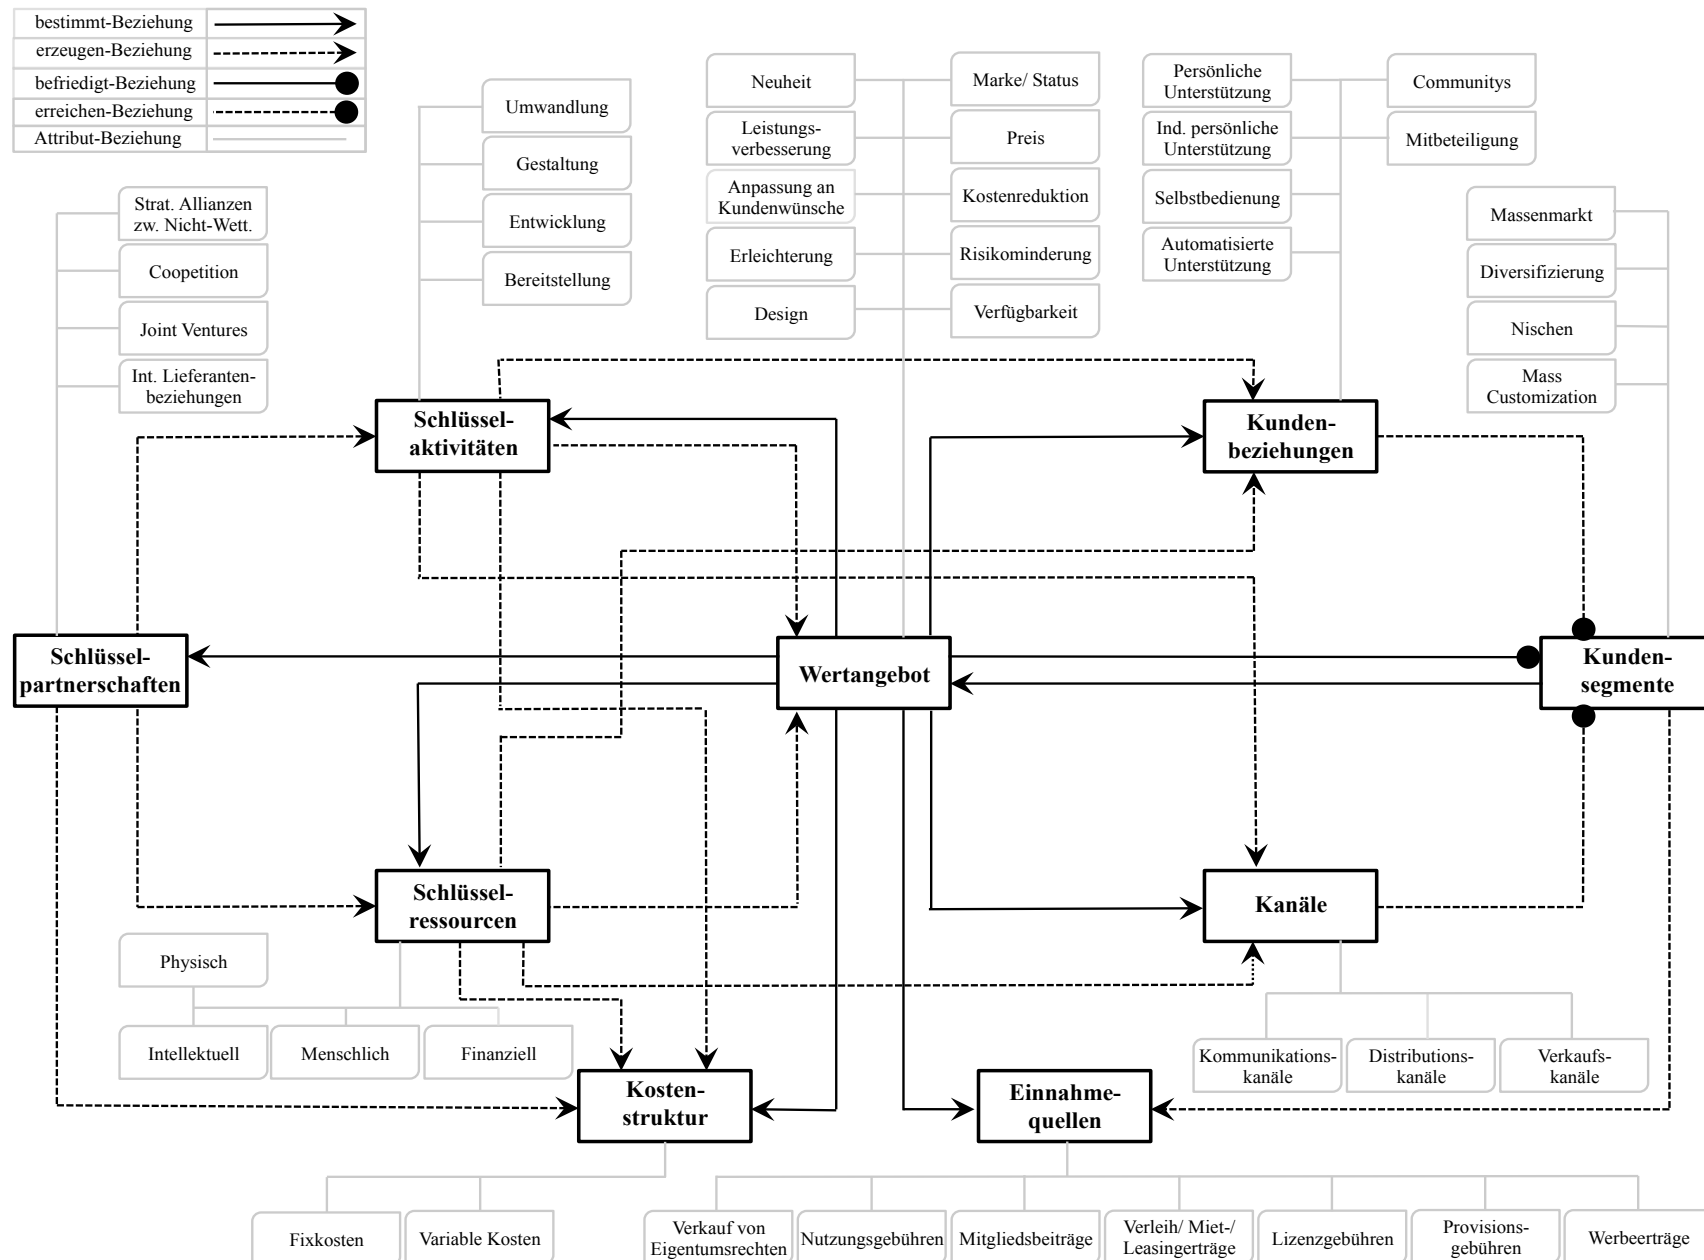 bestimmt-Beziehung
erzeugen-Beziehung
befriedigt-Beziehung
erreichen-Beziehung
Attribut-Beziehung
Umwandlung
Gestaltung
Entwicklung
Bereitstellung
Neuheit
Leistungs-
verbesserung
Anpassung an
Kundenwünsche
Erleichterung
Design
Marke/ Status
Preis
Kostenreduktion
Risikominderung
Verfügbarkeit
Persönliche
Unterstützung
Ind. persönliche
Unterstützung
Selbstbedienung
Automatisierte
Unterstützung
Communitys
Mitbeteiligung
Massenmarkt
Diversifizierung
Nischen
Mass
Customization
Strat. Allianzen
zw. Nicht-Wett.
Coopetition
Joint Ventures
Int. Lieferanten-
beziehungen
Schlüssel-
aktivitäten
Kunden-
beziehungen
Schlüssel-
partnerschaften
Wertangebot
Kunden-
segmente
Schlüssel-
ressourcen
Kanäle
Physisch
Intellektuell
Menschlich
Finanziell
Kommunikations-
kanäle
Distributions-
kanäle
Verkaufs-
kanäle
Kosten-
struktur
Einnahme-
quellen
Fixkosten
Variable Kosten
Verkauf von
Eigentumsrechten
Nutzungsgebühren
Mitgliedsbeiträge
Verleih/ Miet-/
Leasingerträge
Lizenzgebühren
Provisions-
gebühren
Werbeerträge